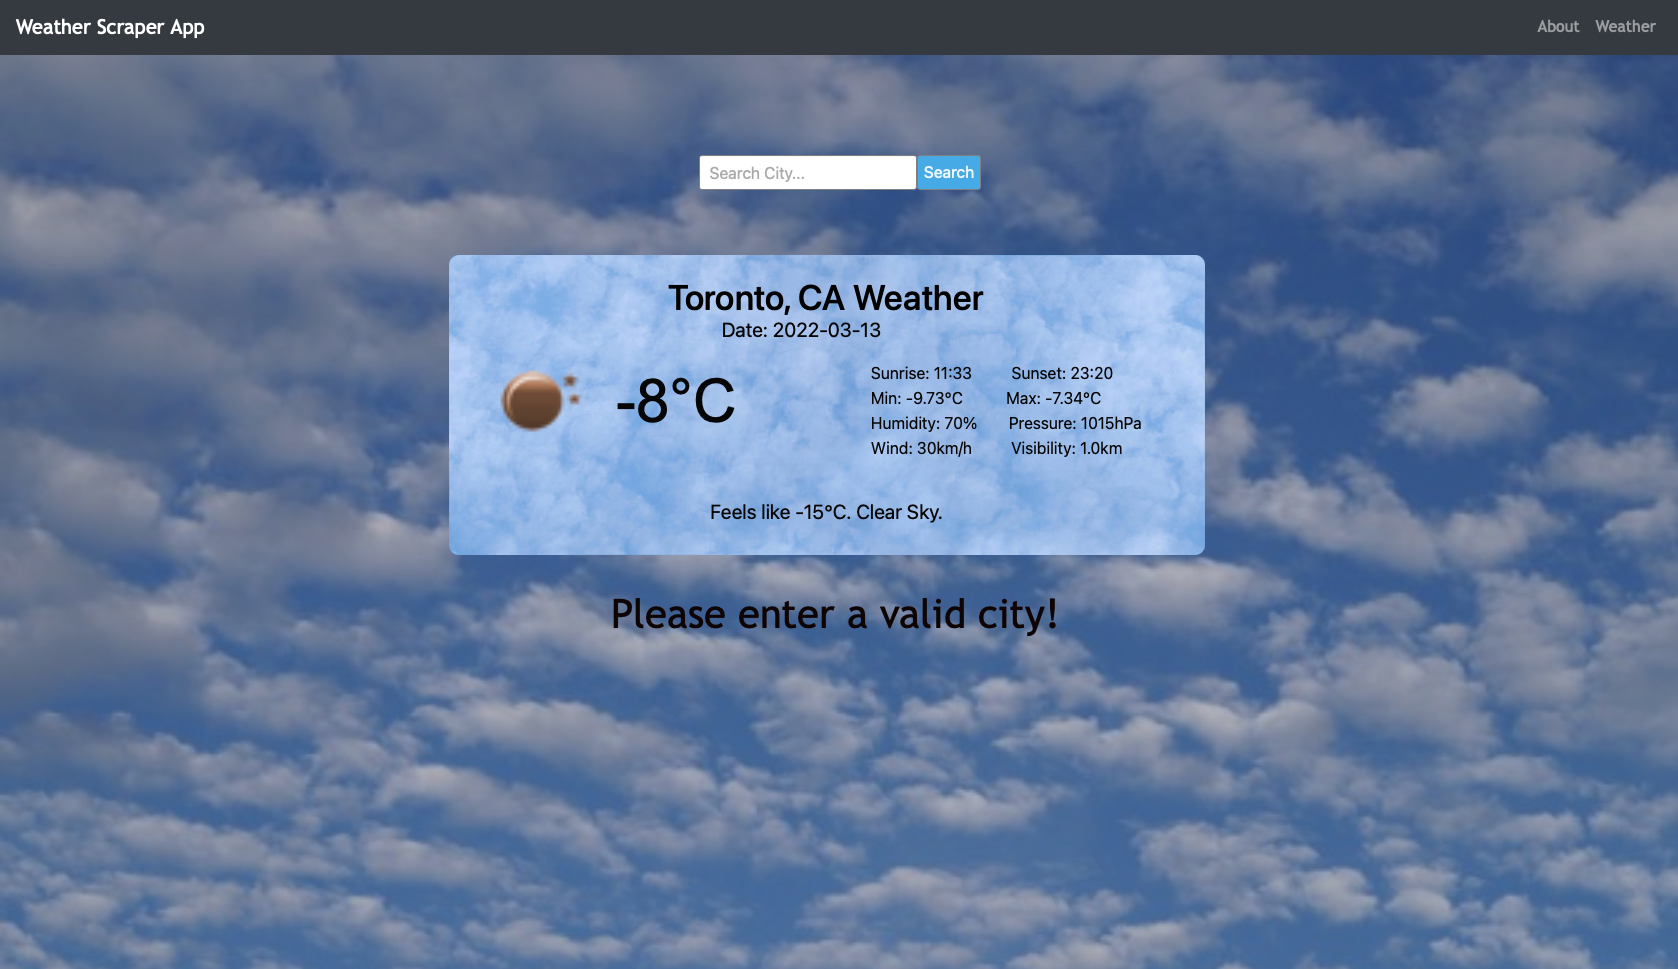 Weather Scraper App
About Weather
Search City...
Search
Toronto, CA Weather
Date: 2022-03-13
-8°C
Sunrise: 11:33 Sunset: 23:20
Min: -9.73°C Max: -7.34°C
Humidity: 70% Pressure: 1015hPa
Wind: 30km/h Visibility: 1.0km
Feels like -15°C. Clear Sky.
Please enter a valid city!